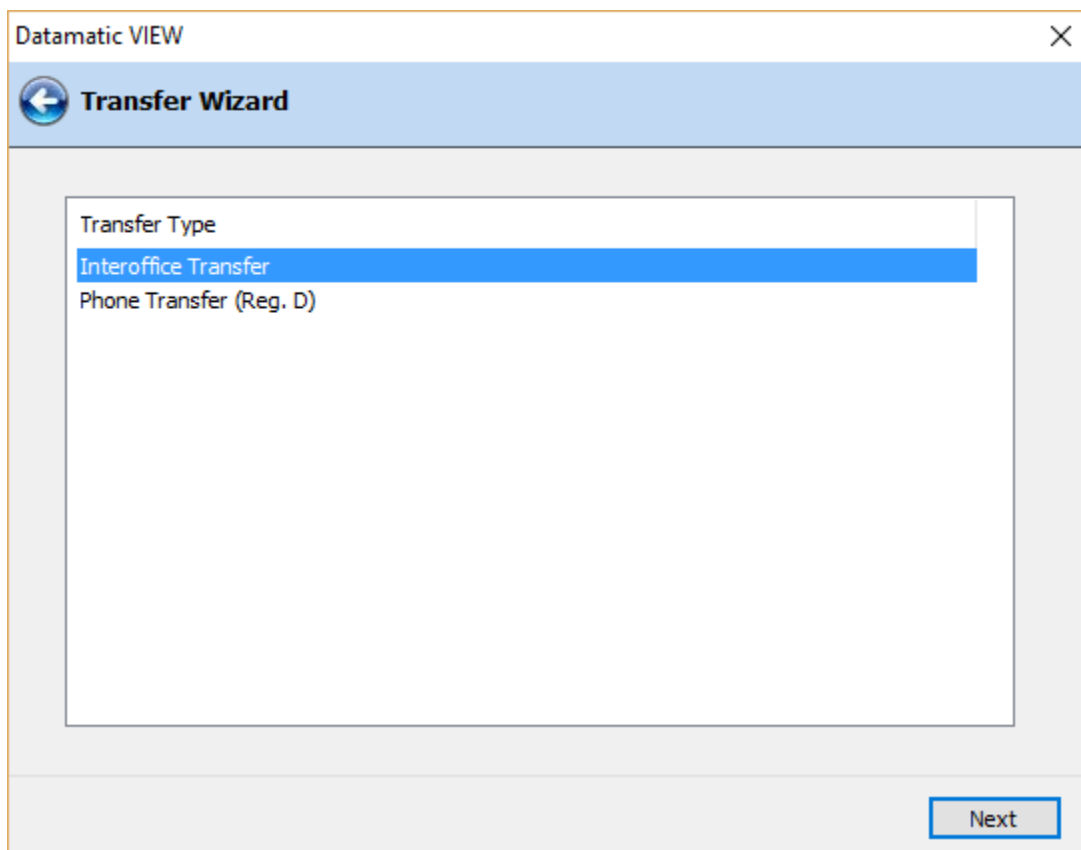 Datamatic VIEW
Transfer Wizard
Transfer Type
Interoffice Transfer
Phone Transfer (Reg. D)
Next